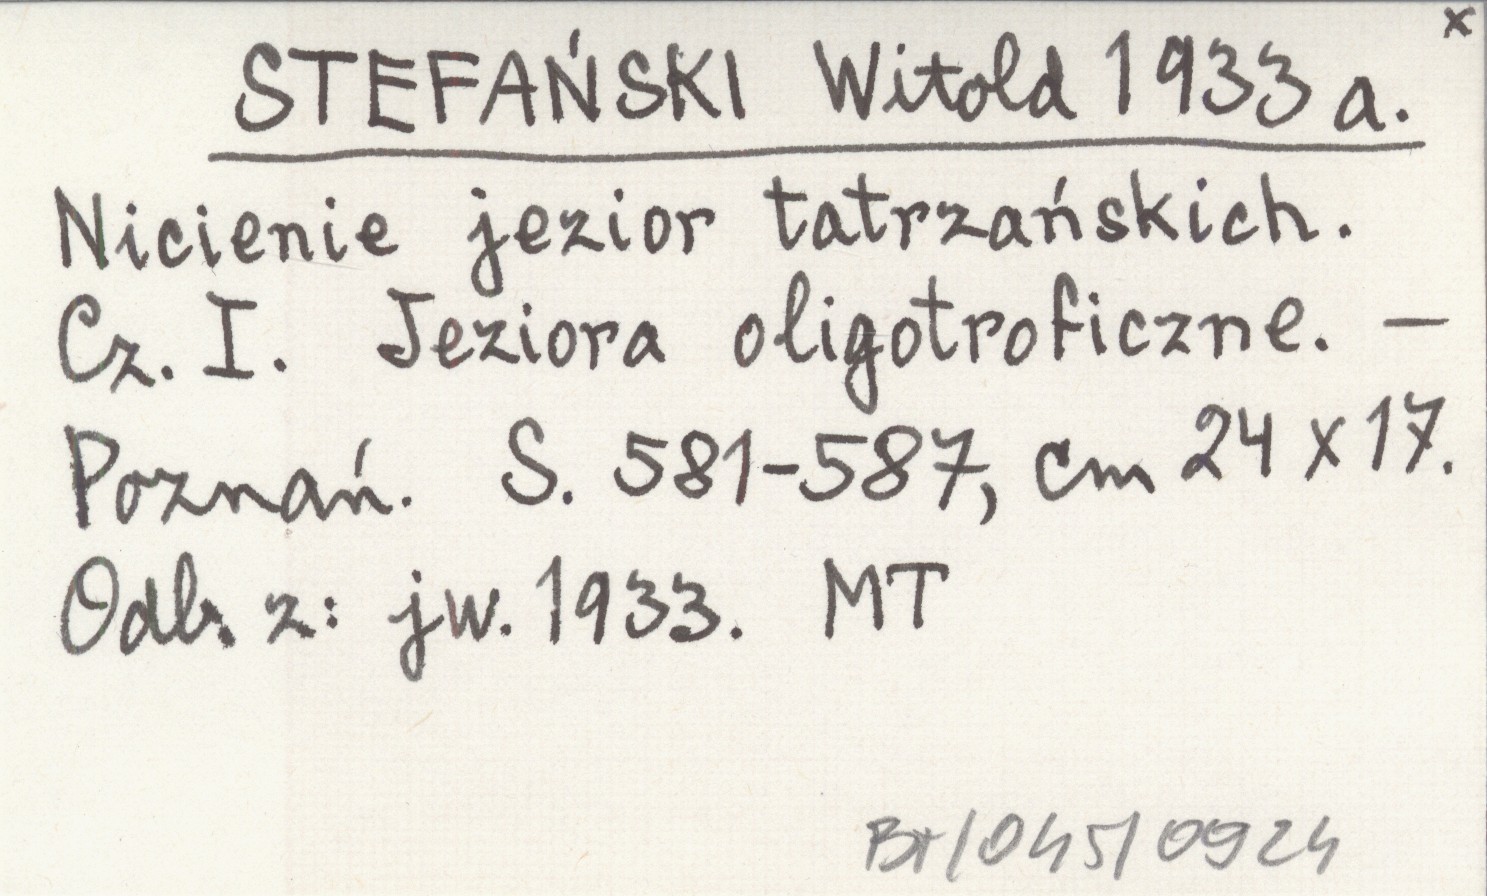 x
STEFAŃSKI Witold 1933 a.
Nicienie jezior tatrzańskich.
Cz. I. Jeziora oligotroficzne. —
Poznań. S. 581-587, cm 24 x 17.
Odb. z: jw. 1933. MT
Br/045/0924